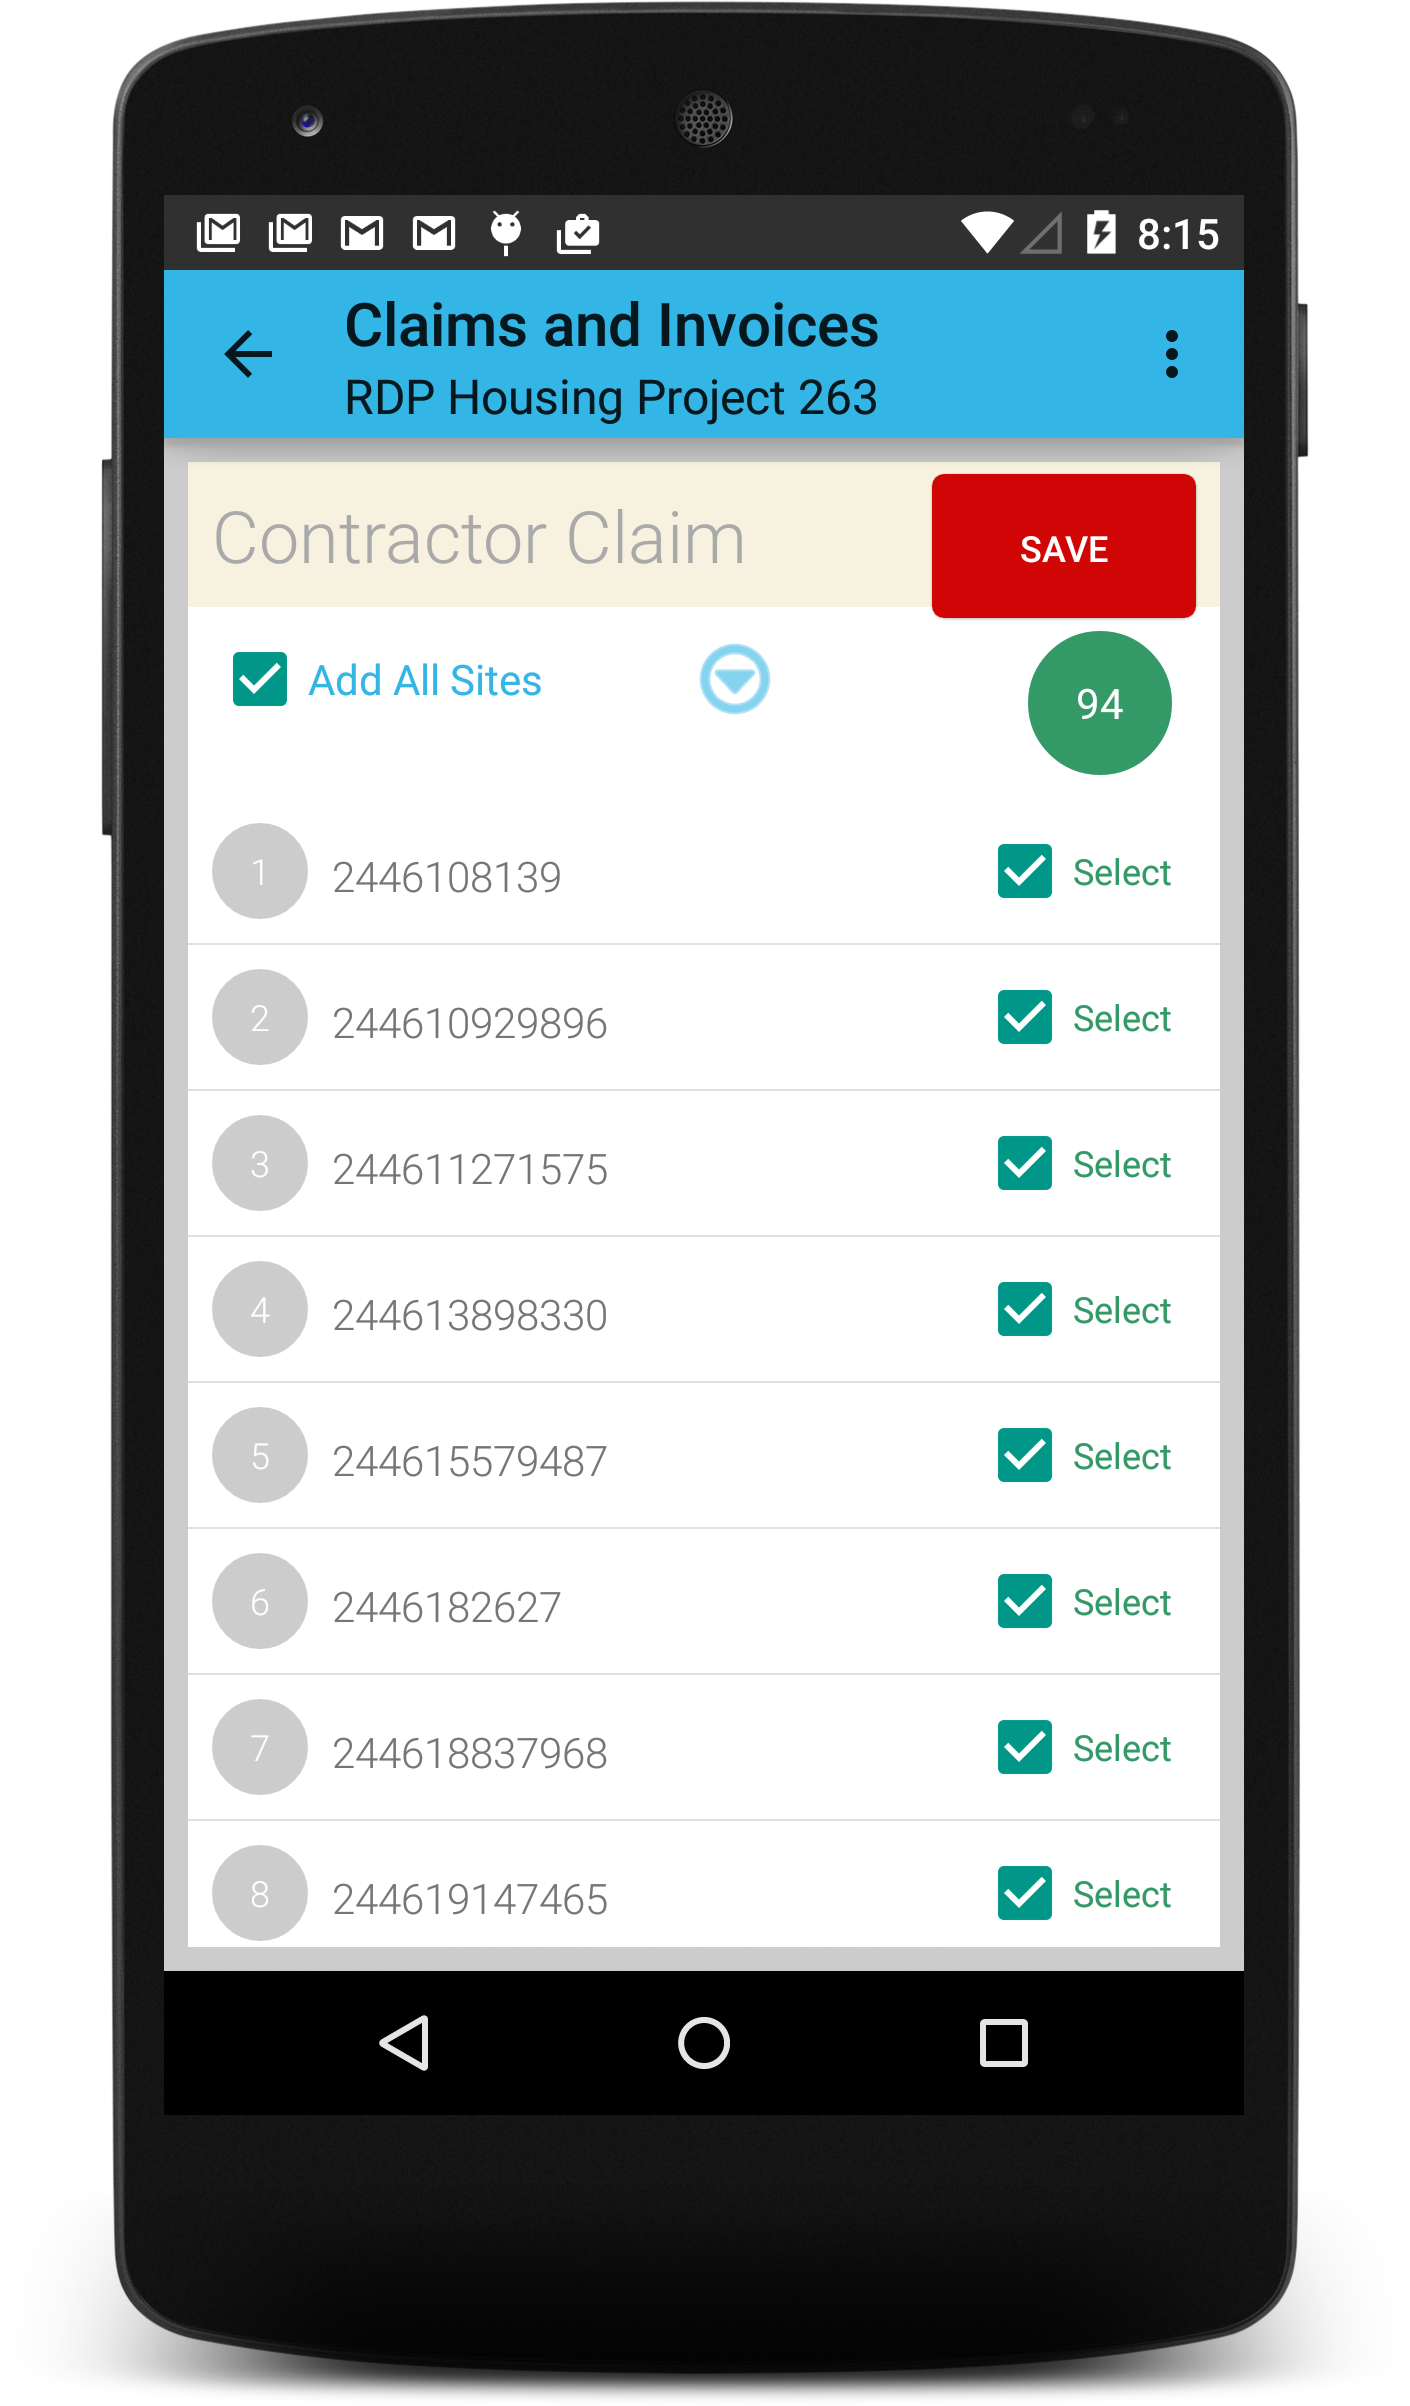 8:15
Claims and Invoices
RDP Housing Project 263
Contractor Claim
SAVE
Add All Sites
94
1 2446108139 Select
2 244610929896 Select
3 244611271575 Select
4 244613898330 Select
5 244615579487 Select
6 2446182627 Select
7 244618837968 Select
8 244619147465 Select